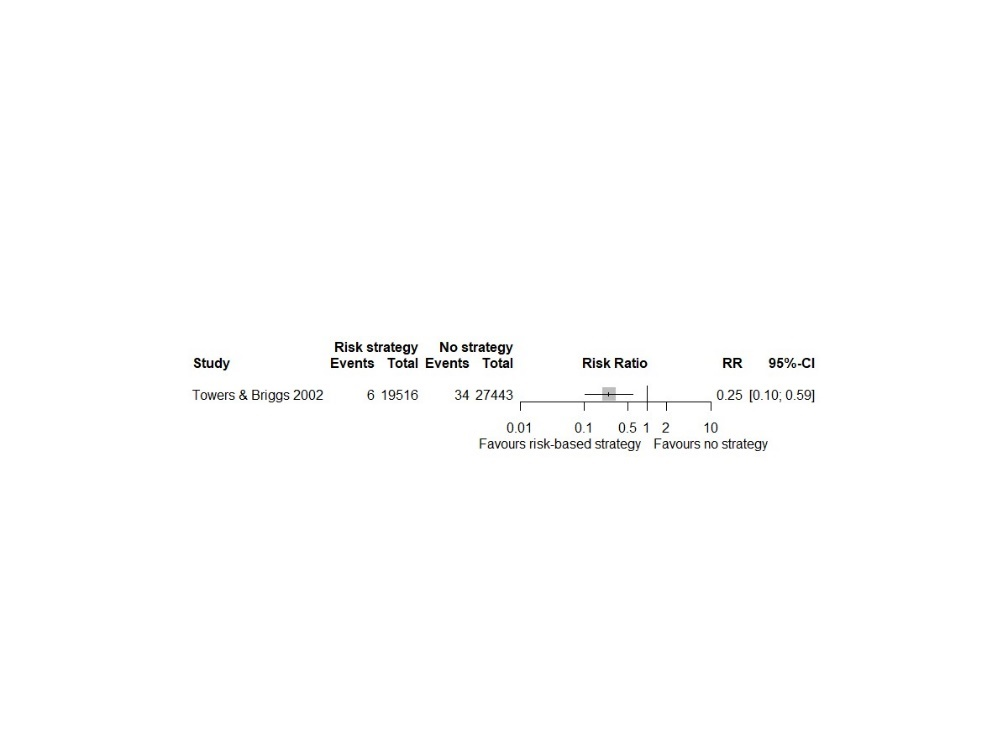 Risk strategy No strategy
Study Events Total Events Total Risk Ratio RR 95%-CI
Towers & Briggs 2002 6 19516 34 27443 0.25 [0.10; 0.59]
0.01 0.1 0.5 1 2 10
Favours risk-based strategy Favours no strategy